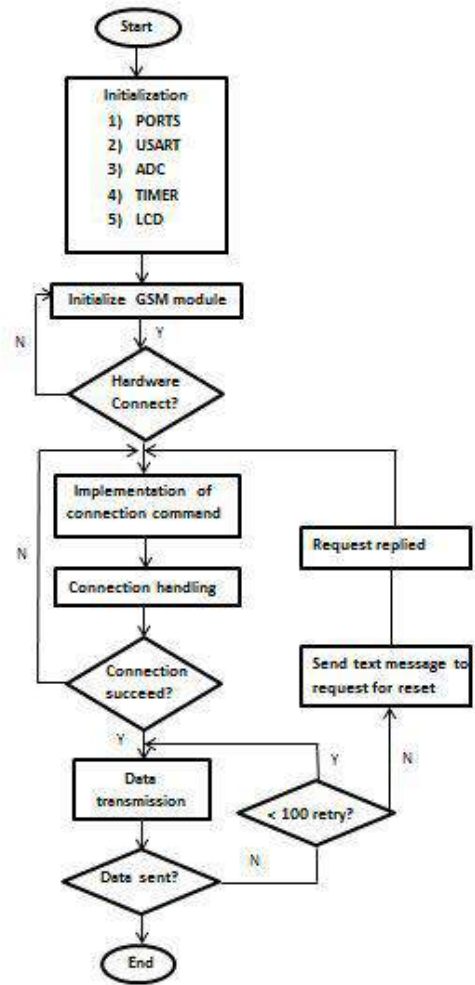 Start
Initialization
1) PORTS
2) USART
3) ADC
4) TIMER
5) LCD
Initialize GSM module
N
Y
Hardware
Connect?
Implementation of
connection command
N
Request replied
Connection handling
Connection
succeed?
Send text message to
request for reset
Y
Y
N
Data
transmission
< 100 retry?
N
Data sent?
End